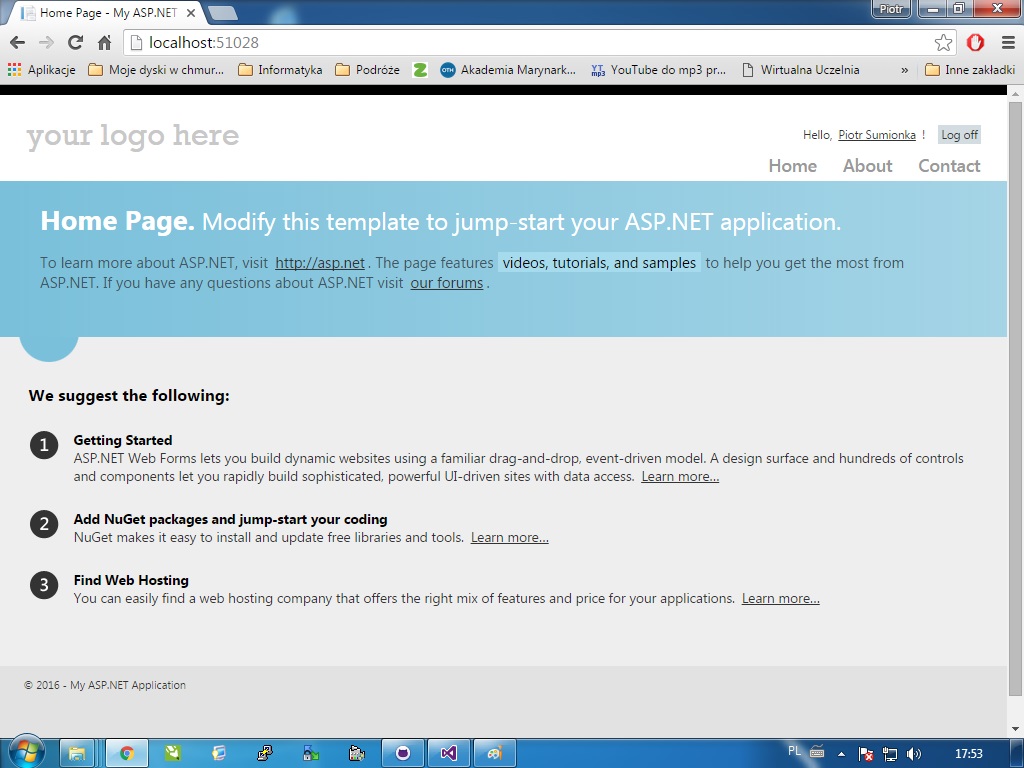 Home Page - My ASP.NET
Piotr
localhost:51028
Aplikacje
Moje dyski w chmur...
Informatyka
Podróże
Z
OTH
Akademia Marynark...
YT mp3
YouTube do mp3 pr...
Wirtualna Uczelnia
»
Inne zakładki
your logo here
Hello, Piotr Sumionka ! Log off
Home About Contact
Home Page. Modify this template to jump-start your ASP.NET application.
To learn more about ASP.NET, visit http://asp.net. The page features videos, tutorials, and samples to help you get the most from
ASP.NET. If you have any questions about ASP.NET visit our forums.
We suggest the following:
1 Getting Started
ASP.NET Web Forms lets you build dynamic websites using a familiar drag-and-drop, event-driven model. A design surface and hundreds of controls
and components let you rapidly build sophisticated, powerful UI-driven sites with data access. Learn more...
2 Add NuGet packages and jump-start your coding
NuGet makes it easy to install and update free libraries and tools. Learn more...
3 Find Web Hosting
You can easily find a web hosting company that offers the right mix of features and price for your applications. Learn more...
© 2016 - My ASP.NET Application
PL
17:53